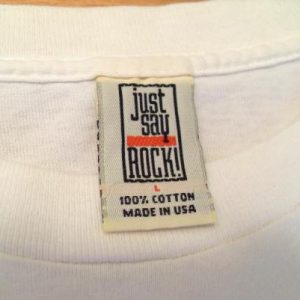 just
say
ROCK!
L
100% COTTON
MADE IN USA